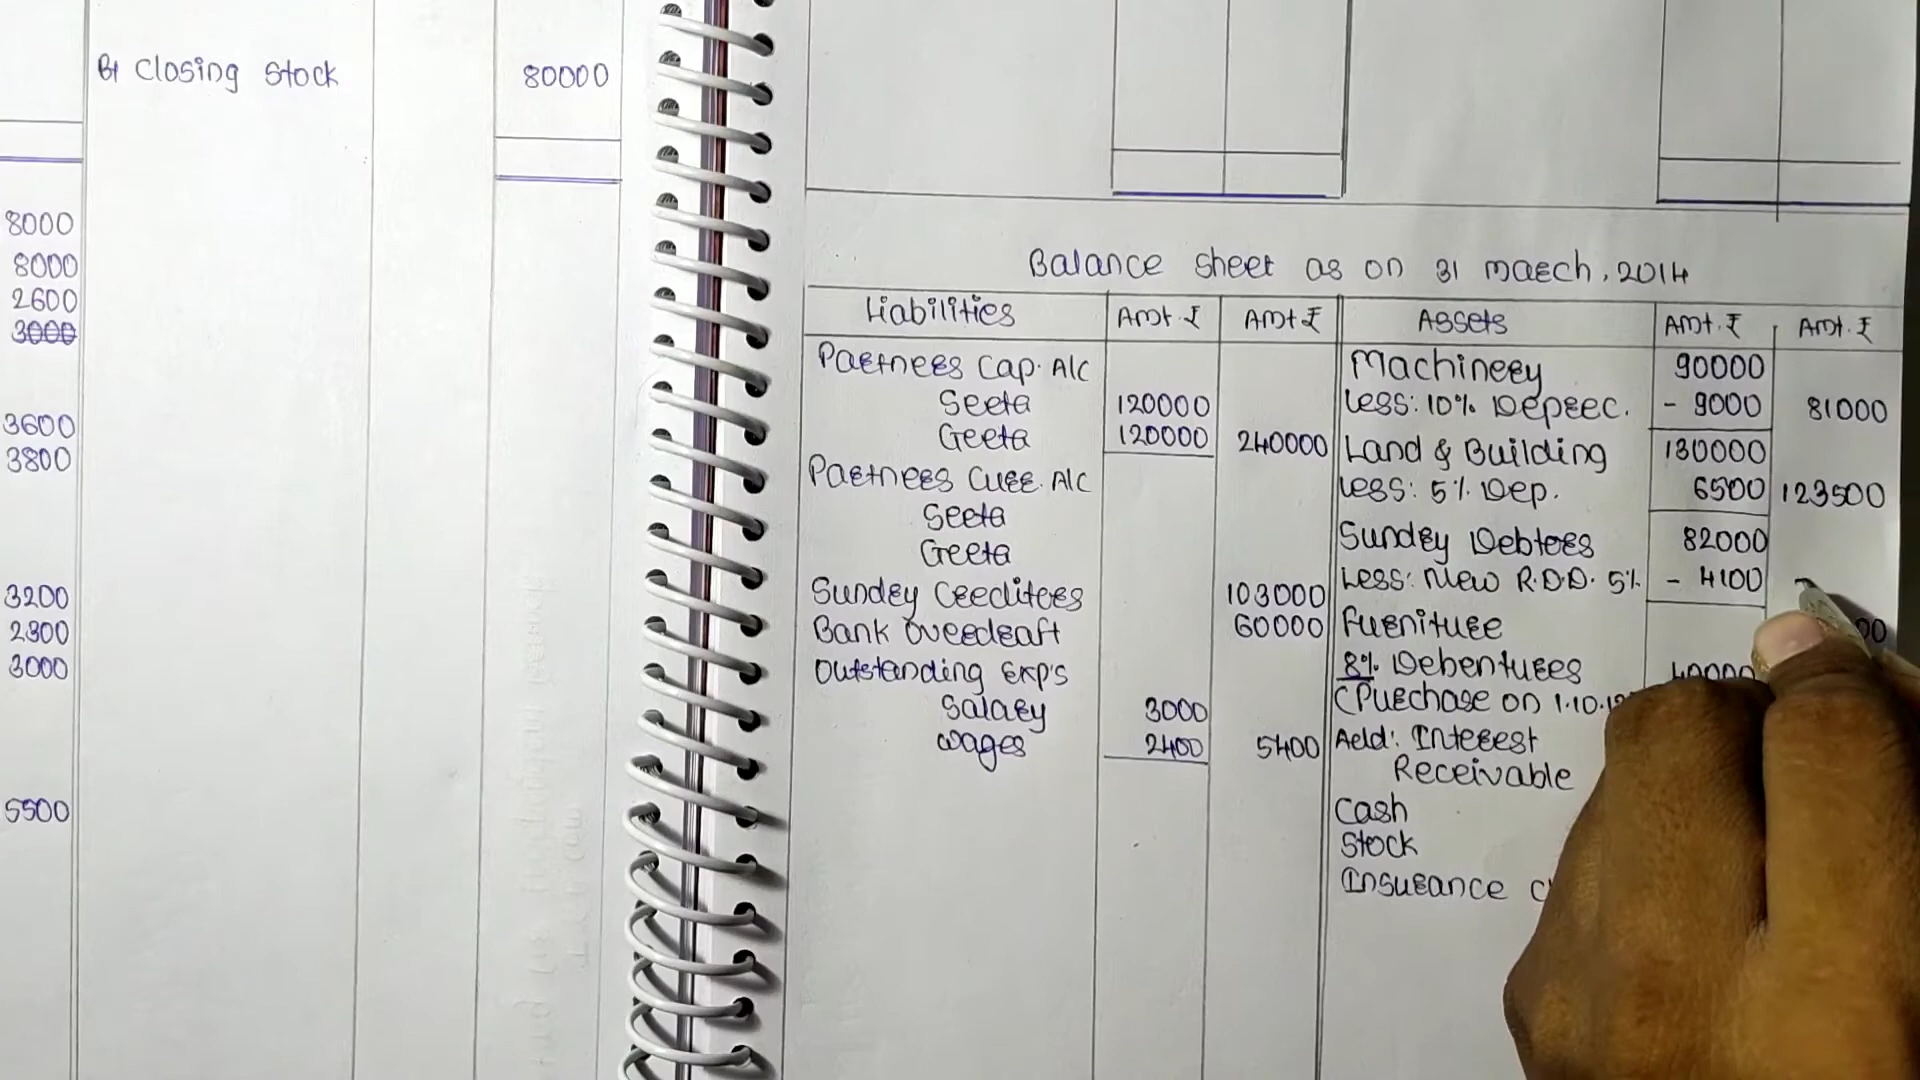 By Closing Stock 80000
8000
8000
2600
3000
3600
3800
3200
2300
3000
5500
Balance Sheet as on 31 March, 2014
Liabilities Amt. ₹ Amt ₹ Assets Amt. ₹ Amt. ₹
Partners Cap. A/c Machinery 90000
Seeta 120000 Less: 10% Deprec. - 9000 81000
Geeta 120000 240000 Land & Building 130000
Partners Curr. A/c Less: 5% Dep. 6500 123500
Seeta
Geeta Sundry Debtors 82000
Sundry Creditors 103000 Less: New R.D.D. 5% - 4100
Bank Overdraft 60000 Furniture
Outstanding Exp's 8% Debentures 40000
Salary 3000 (Purchase on 1.10.
Wages 2400 5400 Add: Interest
Receivable
Cash
Stock
Insurance